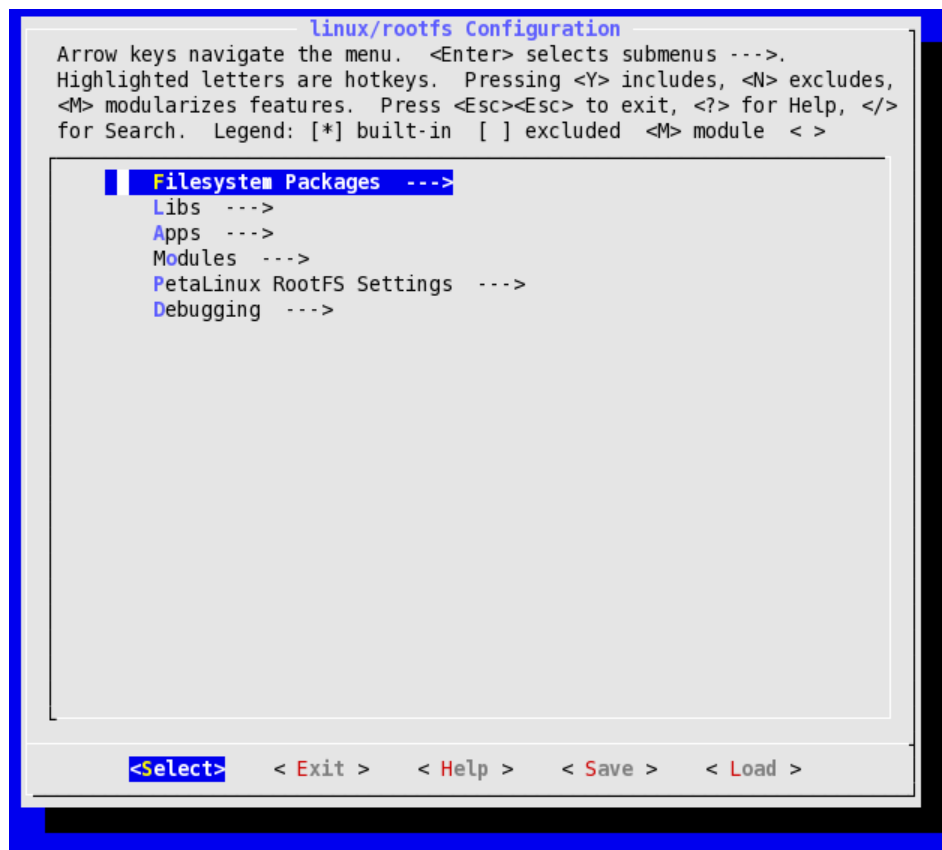 linux/rootfs Configuration
Arrow keys navigate the menu.  <Enter> selects submenus --->.
Highlighted letters are hotkeys.  Pressing <Y> includes, <N> excludes,
<M> modularizes features.  Press <Esc><Esc> to exit, <?> for Help, </>
for Search.  Legend: [*] built-in  [ ] excluded  <M> module  < >
Filesystem Packages  --->
Libs  --->
Apps  --->
Modules  --->
PetaLinux RootFS Settings  --->
Debugging  --->
<Select>    < Exit >    < Help >    < Save >    < Load >